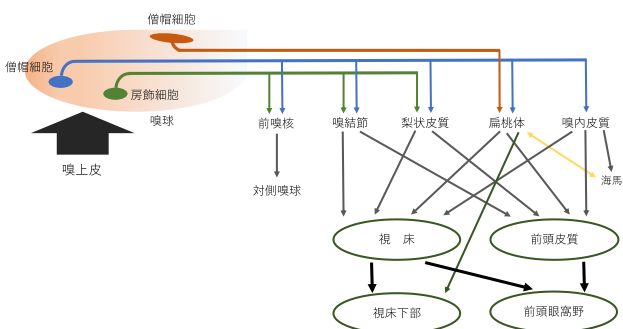 僧帽細胞
僧帽細胞
房飾細胞
嗅球
嗅上皮
前嗅核
嗅結節
梨状皮質
扁桃体
嗅内皮質
海馬
対側嗅球
視 床
前頭皮質
視床下部
前頭眼窩野